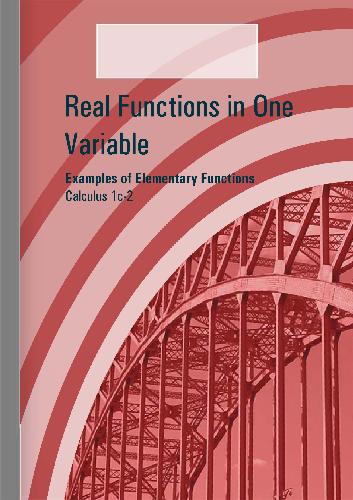 Real Functions in One
Variable
Examples of Elementary Functions
Calculus 1c-2